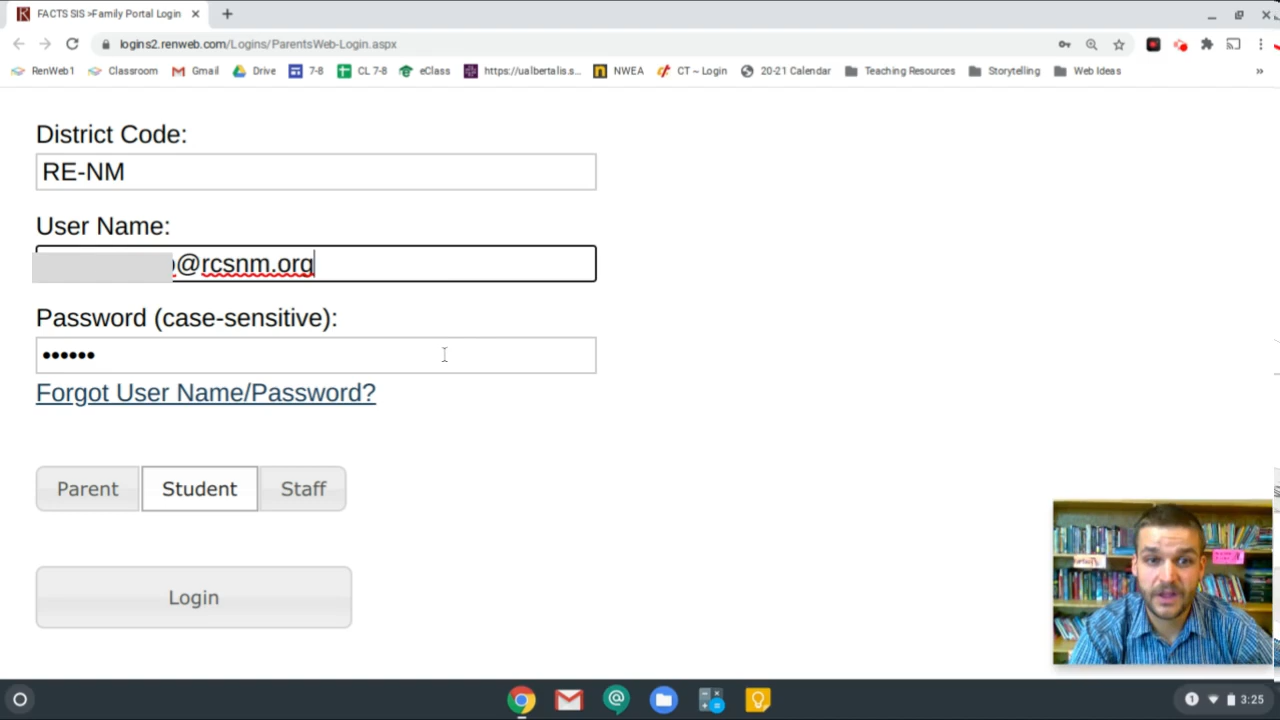 FACTS SIS >Family Portal Login
logins2.renweb.com/Logins/ParentsWeb-Login.aspx
RenWeb1 Classroom Gmail Drive 7-8 CL 7-8 eClass https://ualbertalis.s... NWEA CT ~ Login 20-21 Calendar Teaching Resources Storytelling Web Ideas »
District Code:
RE-NM
User Name:
@rcsnm.org
Password (case-sensitive):
••••••
Forgot User Name/Password?
Parent Student Staff
Login
1 3:25